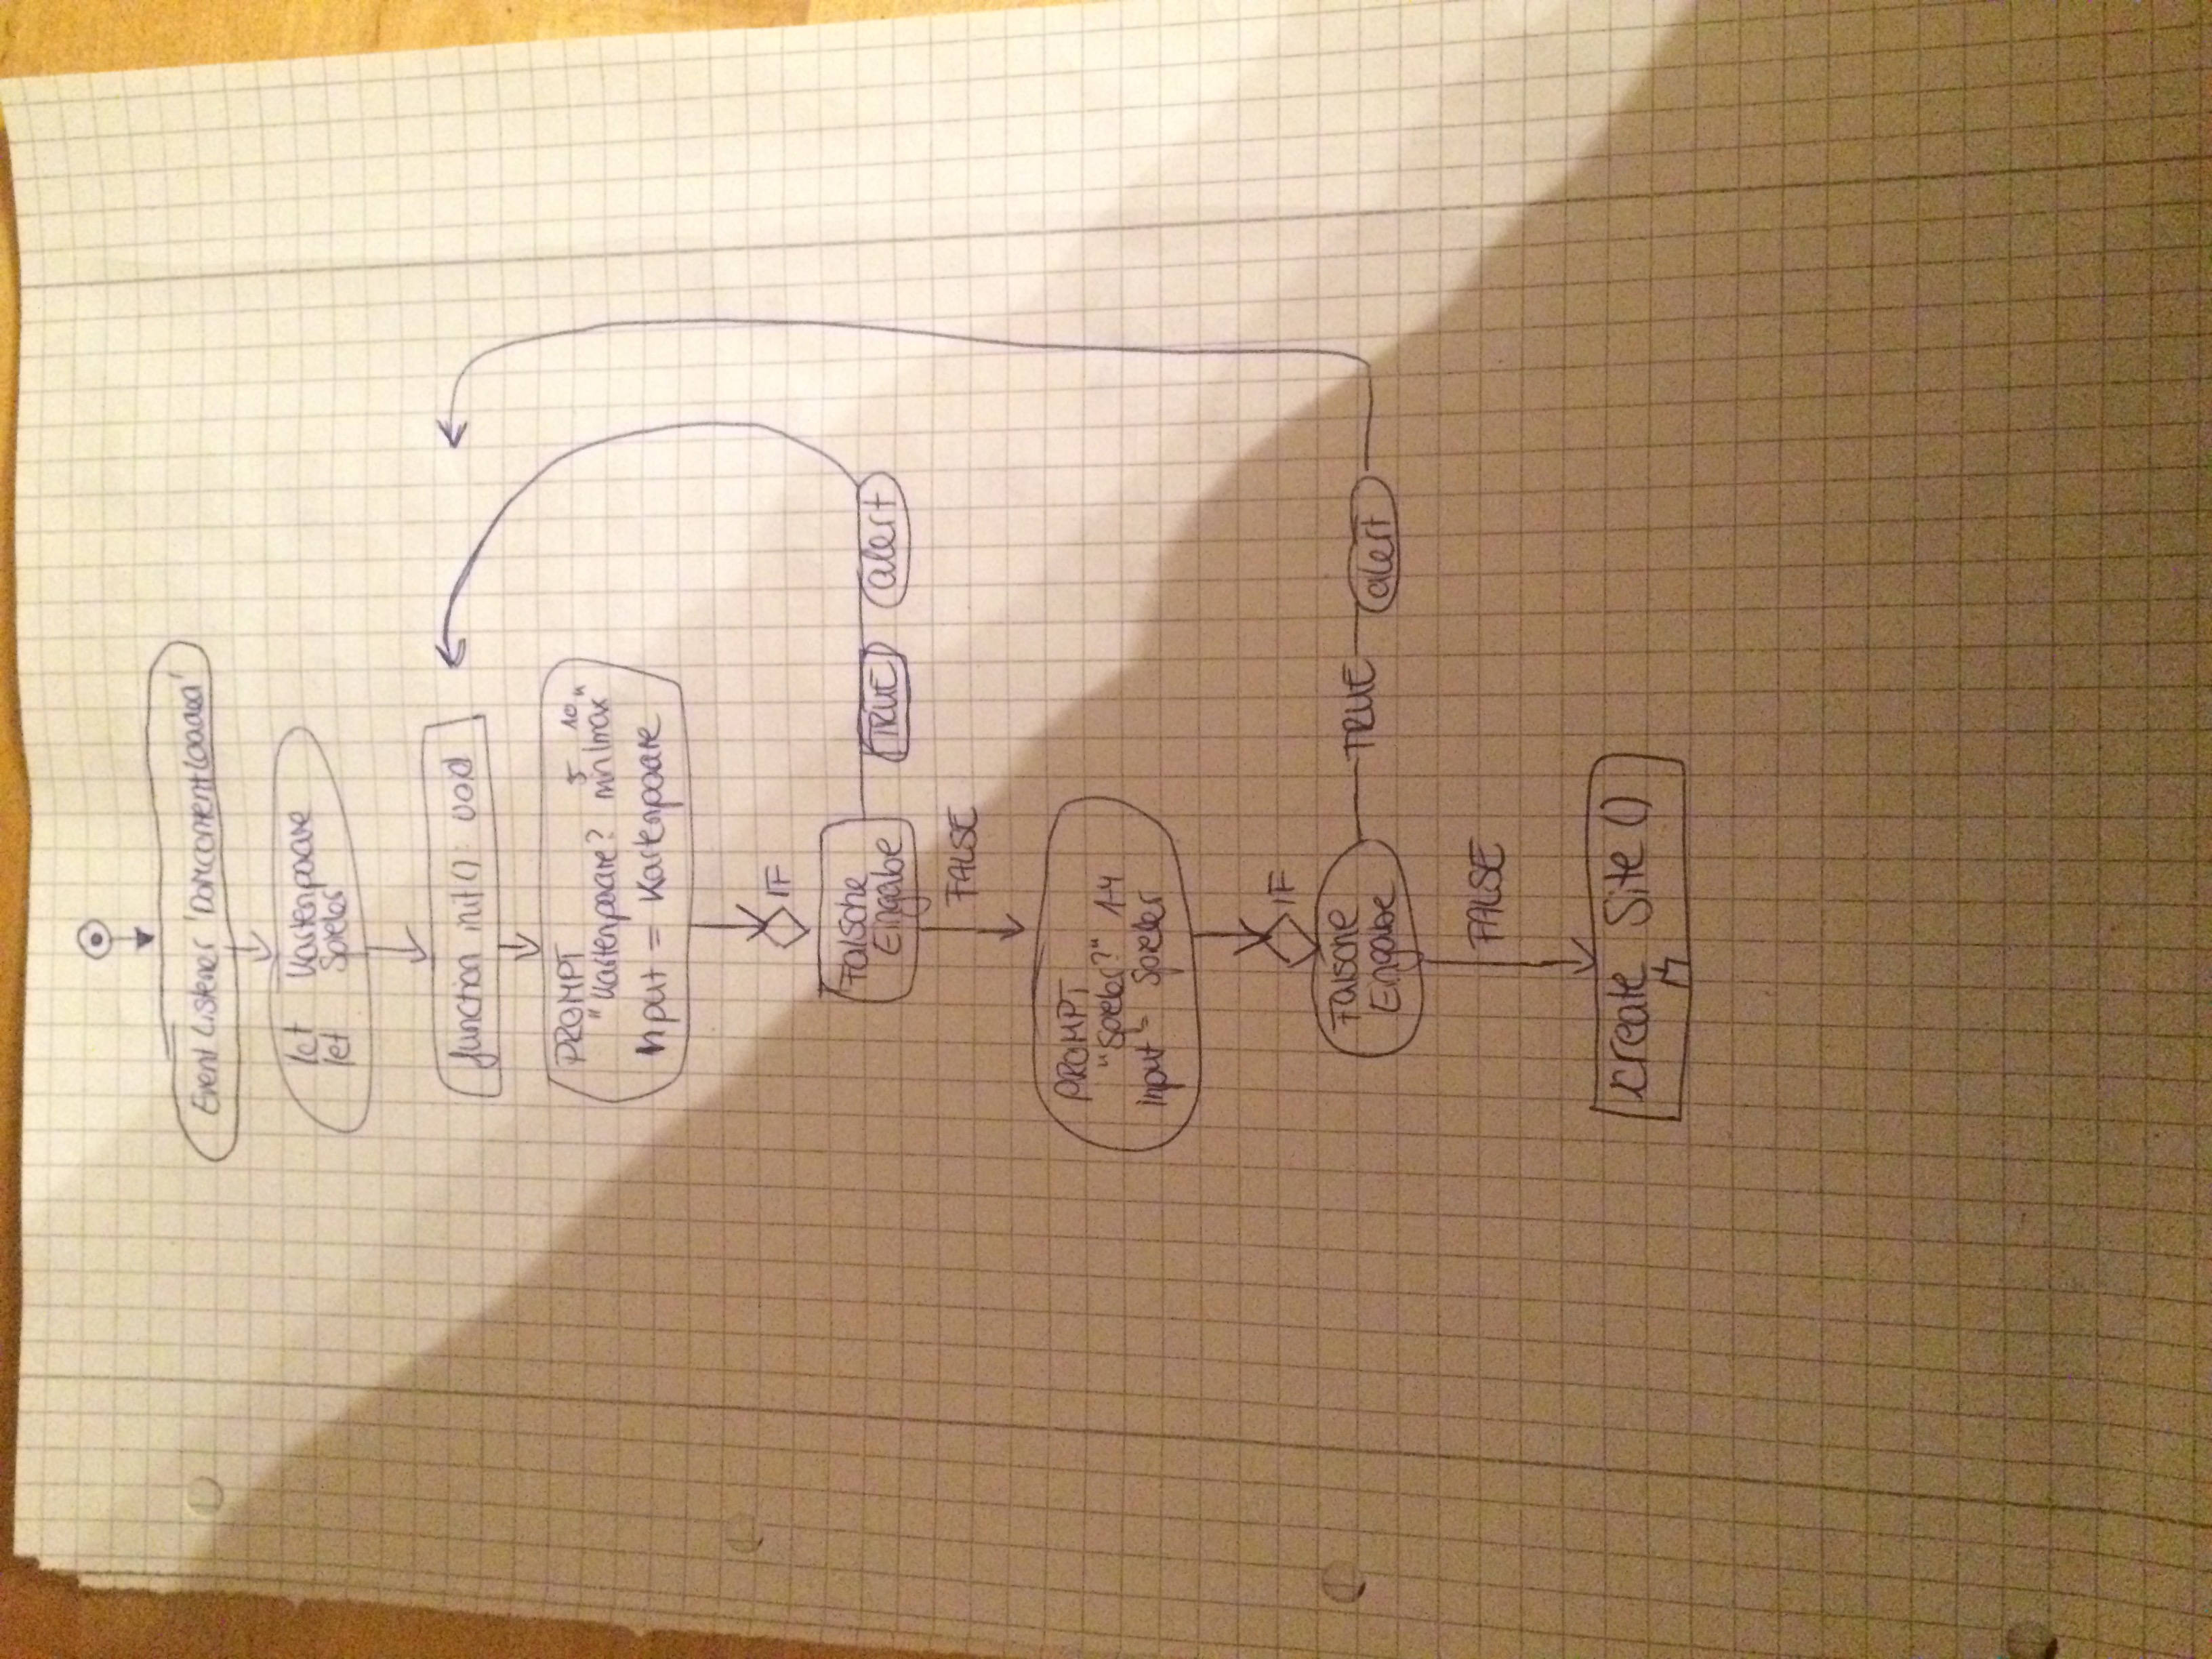 Event Listener 'DOMContentLoaded'
let Kartenpaare
let Spieler
function init() : void
PROMPT
5 10
"Kartenpaare? min/max"
Input = Kartenpaare
IF
Falsche
Eingabe
TRUE alert
FALSE
PROMPT
"Spieler?" 1-4
input = Spieler
IF
Falsche
Eingabe
TRUE alert
FALSE
create Site ()